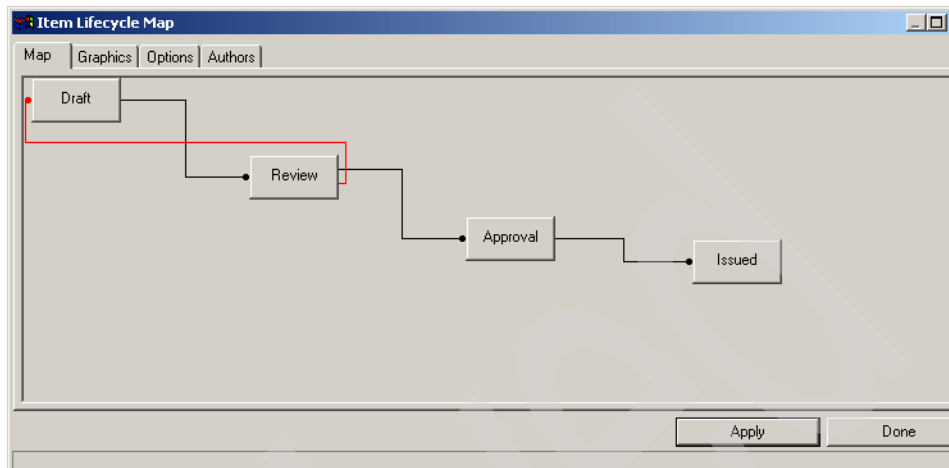 Item Lifecycle Map
Map Graphics Options Authors
Draft
Review
Approval
Issued
Apply Done